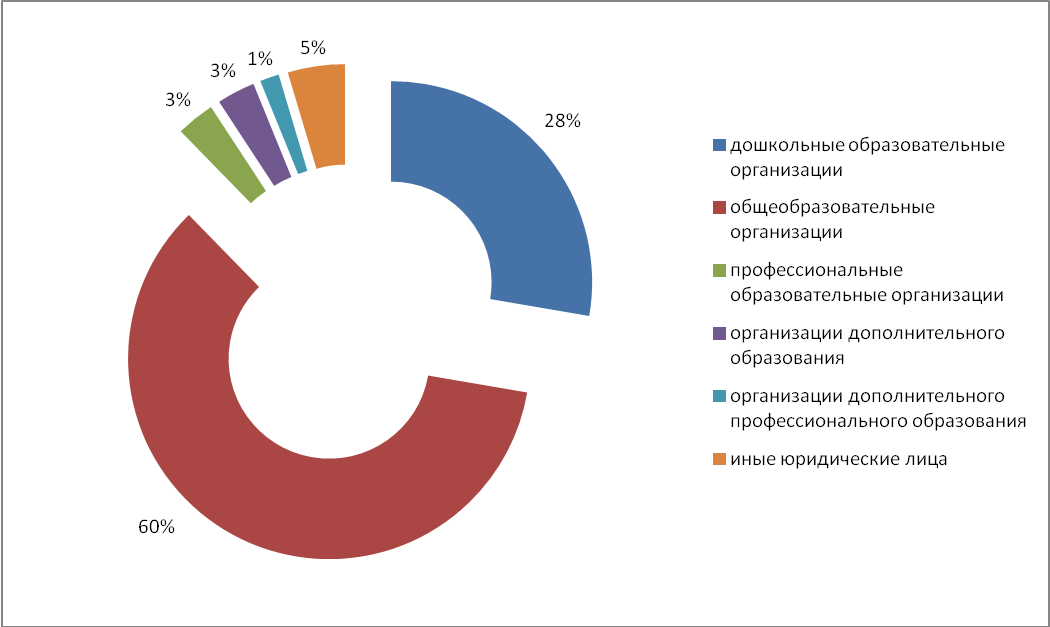 5%
1%
3%
3%
28%
60%
дошкольные образовательные
организации
общеобразовательные
организации
профессиональные
образовательные организации
организации дополнительного
образования
организации дополнительного
профессионального образования
иные юридические лица